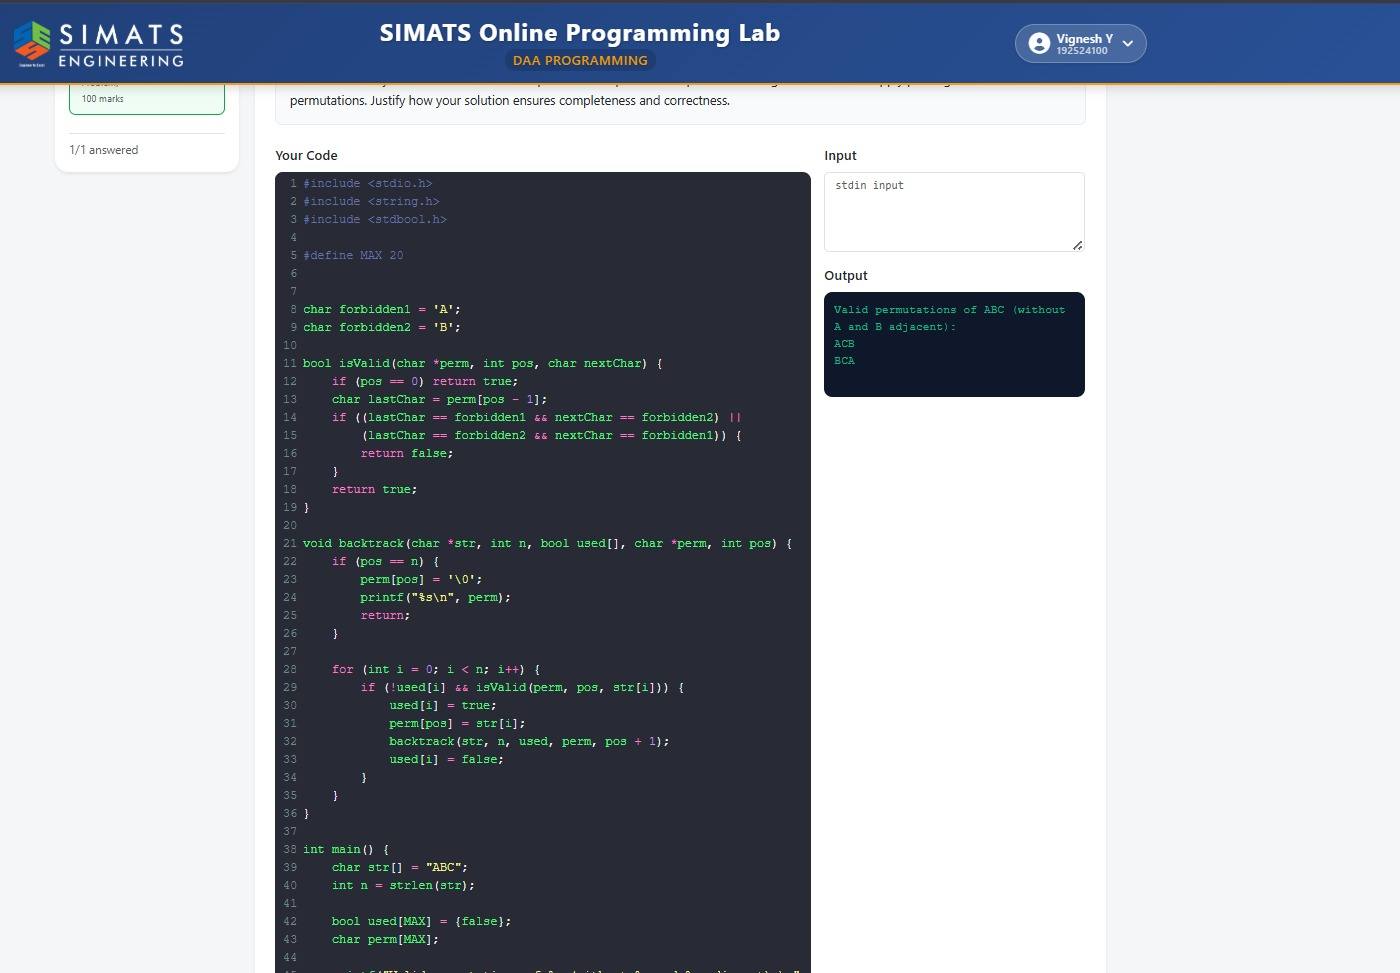 SIMATS
ENGINEERING
SIMATS Online Programming Lab
DAA PROGRAMMING
Vignesh Y
192524100
100 marks
1/1 answered
permutations. Justify how your solution ensures completeness and correctness.
Your Code
1 #include <stdio.h>
2 #include <string.h>
3 #include <stdbool.h>
4
5 #define MAX 20
6
7
8 char forbidden1 = 'A';
9 char forbidden2 = 'B';
10
11 bool isValid(char *perm, int pos, char nextChar) {
12     if (pos == 0) return true;
13     char lastChar = perm[pos - 1];
14     if ((lastChar == forbidden1 && nextChar == forbidden2) ||
15         (lastChar == forbidden2 && nextChar == forbidden1)) {
16         return false;
17     }
18     return true;
19 }
20
21 void backtrack(char *str, int n, bool used[], char *perm, int pos) {
22     if (pos == n) {
23         perm[pos] = '\0';
24         printf("%s\n", perm);
25         return;
26     }
27
28     for (int i = 0; i < n; i++) {
29         if (!used[i] && isValid(perm, pos, str[i])) {
30             used[i] = true;
31             perm[pos] = str[i];
32             backtrack(str, n, used, perm, pos + 1);
33             used[i] = false;
34         }
35     }
36 }
37
38 int main() {
39     char str[] = "ABC";
40     int n = strlen(str);
41
42     bool used[MAX] = {false};
43     char perm[MAX];
44
Input
stdin input
Output
Valid permutations of ABC (without
A and B adjacent):
ACB
BCA